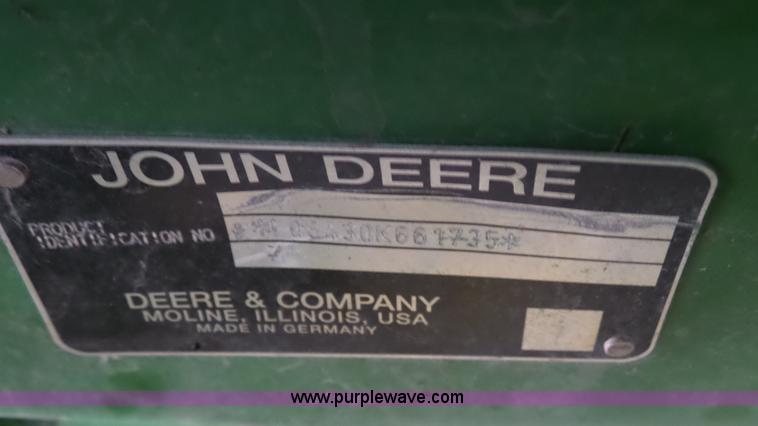 JOHN DEERE
PRODUCT
IDENTIFICATION NO
DEERE & COMPANY
MOLINE, ILLINOIS, USA
MADE IN GERMANY
www.purplewave.com